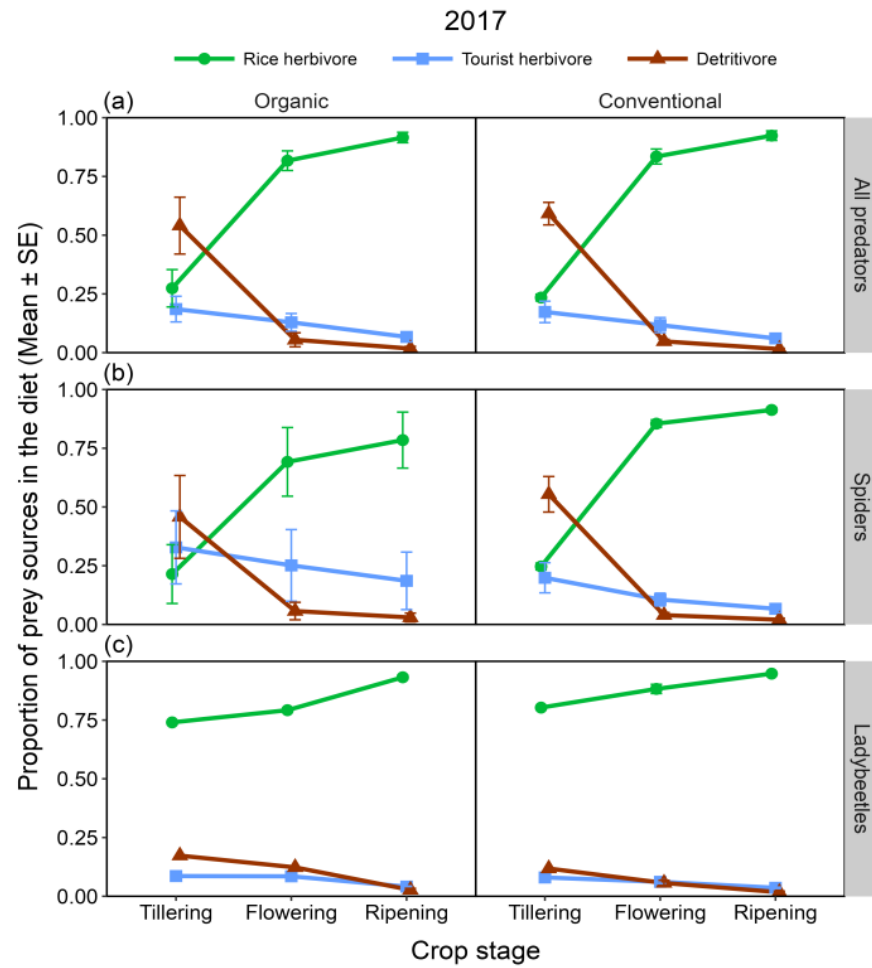 2017
Rice herbivore Tourist herbivore Detritivore
(a) Organic Conventional
1.00
0.75
0.50
0.25
0.00
All predators
(b)
1.00
0.75
0.50
0.25
0.00
Spiders
(c)
1.00
0.75
0.50
0.25
0.00
Ladybeetles
Proportion of prey sources in the diet (Mean ± SE)
Tillering Flowering Ripening Tillering Flowering Ripening
Crop stage